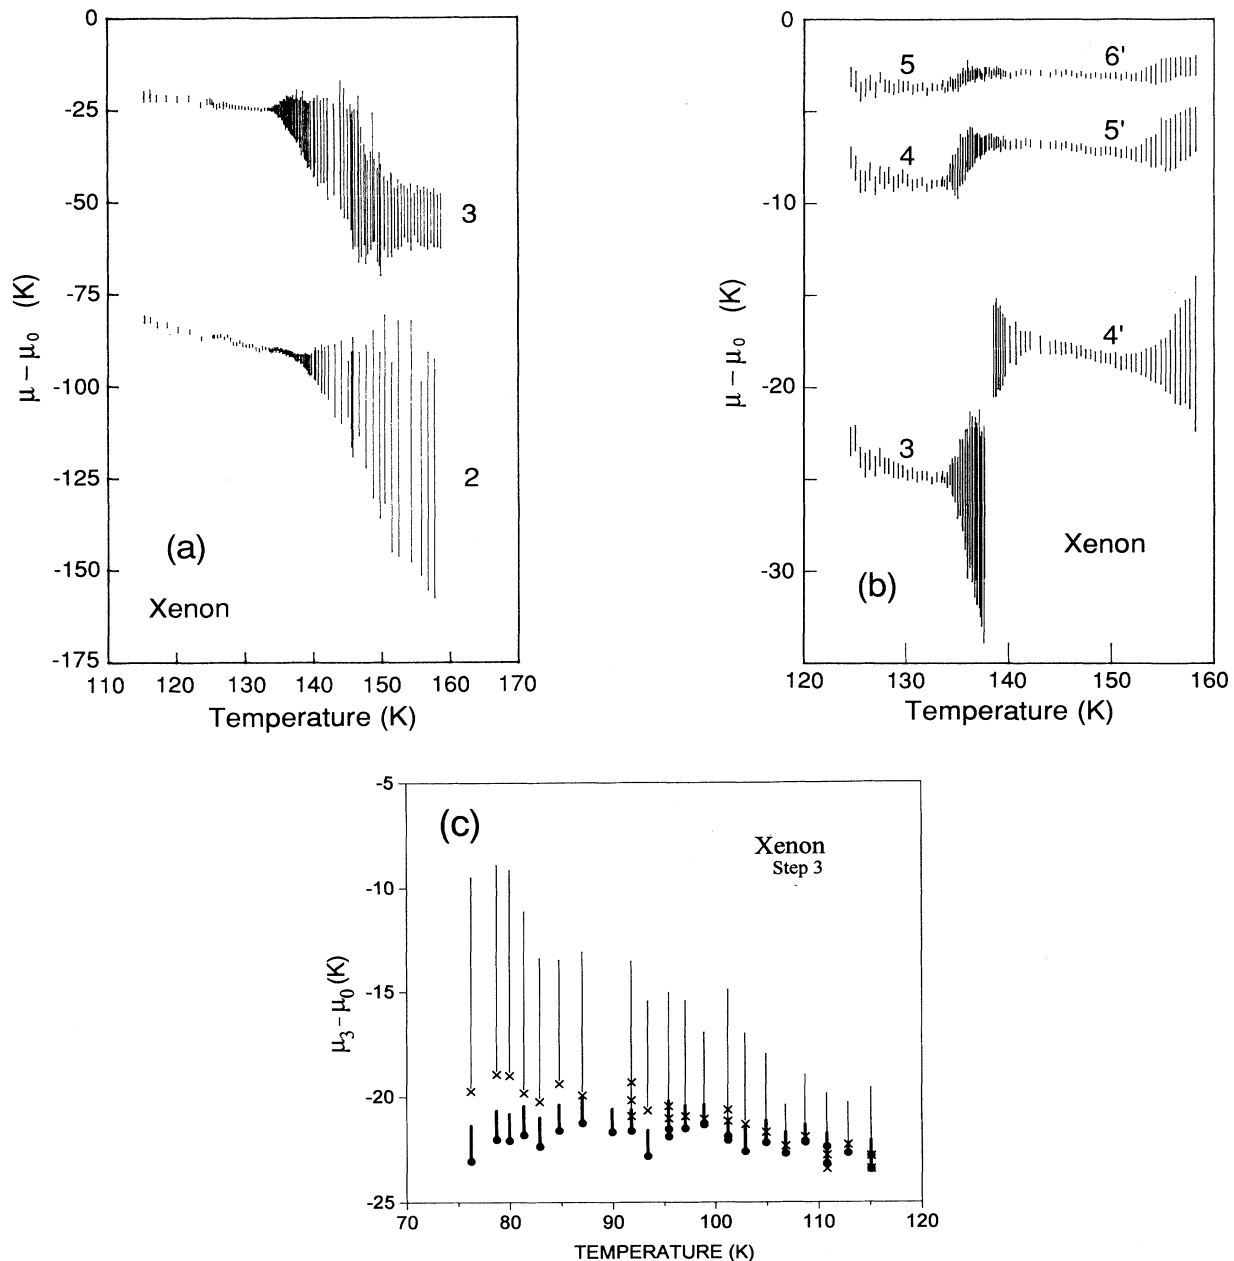 0
-25
-50
-75
-100
-125
-150
-175
μ − μ0 (K)
3
2
(a)
Xenon
110 120 130 140 150 160 170
Temperature (K)
0
-10
-20
-30
μ − μ0 (K)
5
6'
4
5'
3
4'
Xenon
(b)
120 130 140 150 160
Temperature (K)
-5
-10
-15
-20
-25
μ3 − μ0 (K)
(c)
Xenon
Step 3
70 80 90 100 110 120
TEMPERATURE (K)